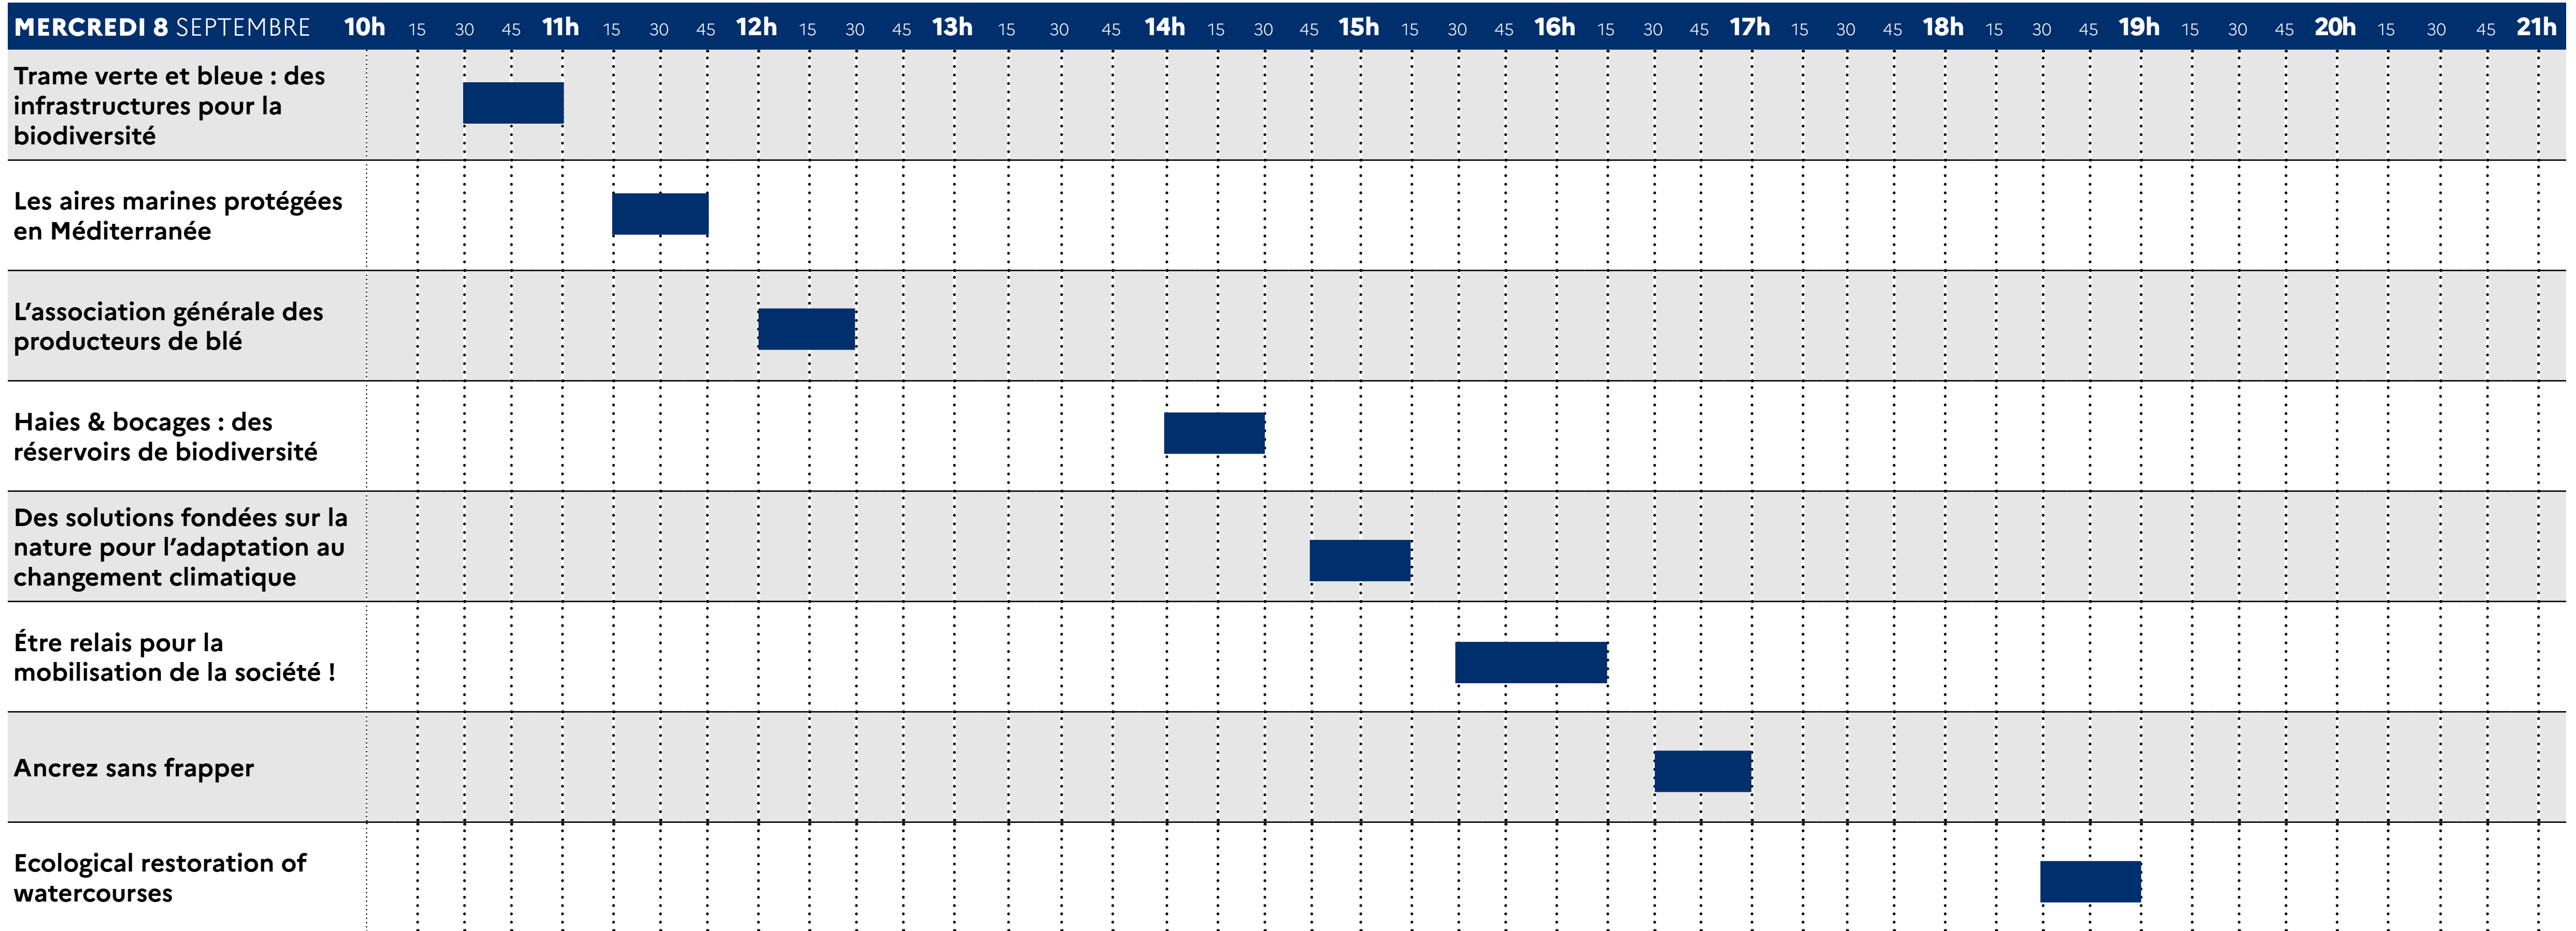 MERCREDI 8 SEPTEMBRE 10h 15 30 45 11h 15 30 45 12h 15 30 45 13h 15 30 45 14h 15 30 45 15h 15 30 45 16h 15 30 45 17h 15 30 45 18h 15 30 45 19h 15 30 45 20h 15 30 45 21h
Trame verte et bleue : des
infrastructures pour la
biodiversité
Les aires marines protégées
en Méditerranée
L’association générale des
producteurs de blé
Haies & bocages : des
réservoirs de biodiversité
Des solutions fondées sur la
nature pour l’adaptation au
changement climatique
Étre relais pour la
mobilisation de la société !
Ancrez sans frapper
Ecological restoration of
watercourses